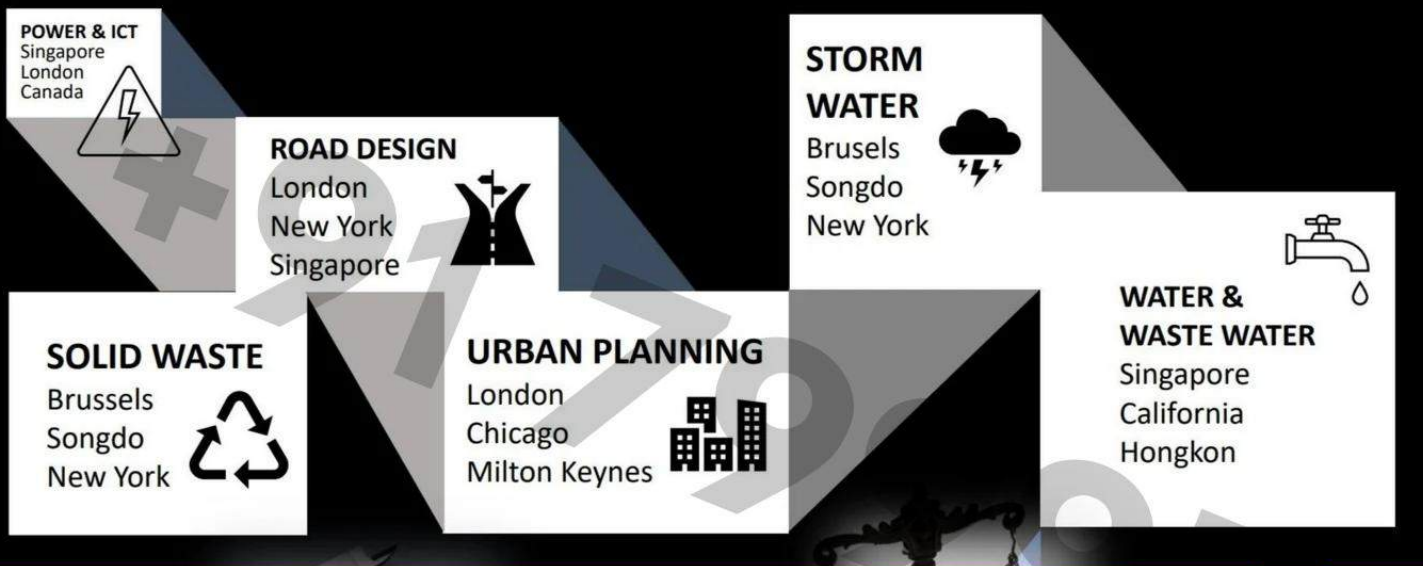 POWER & ICT
Singapore
London
Canada
ROAD DESIGN
London
New York
Singapore
STORM
WATER
Brusels
Songdo
New York
WATER &
WASTE WATER
Singapore
California
Hongkon
SOLID WASTE
Brussels
Songdo
New York
URBAN PLANNING
London
Chicago
Milton Keynes
+91799